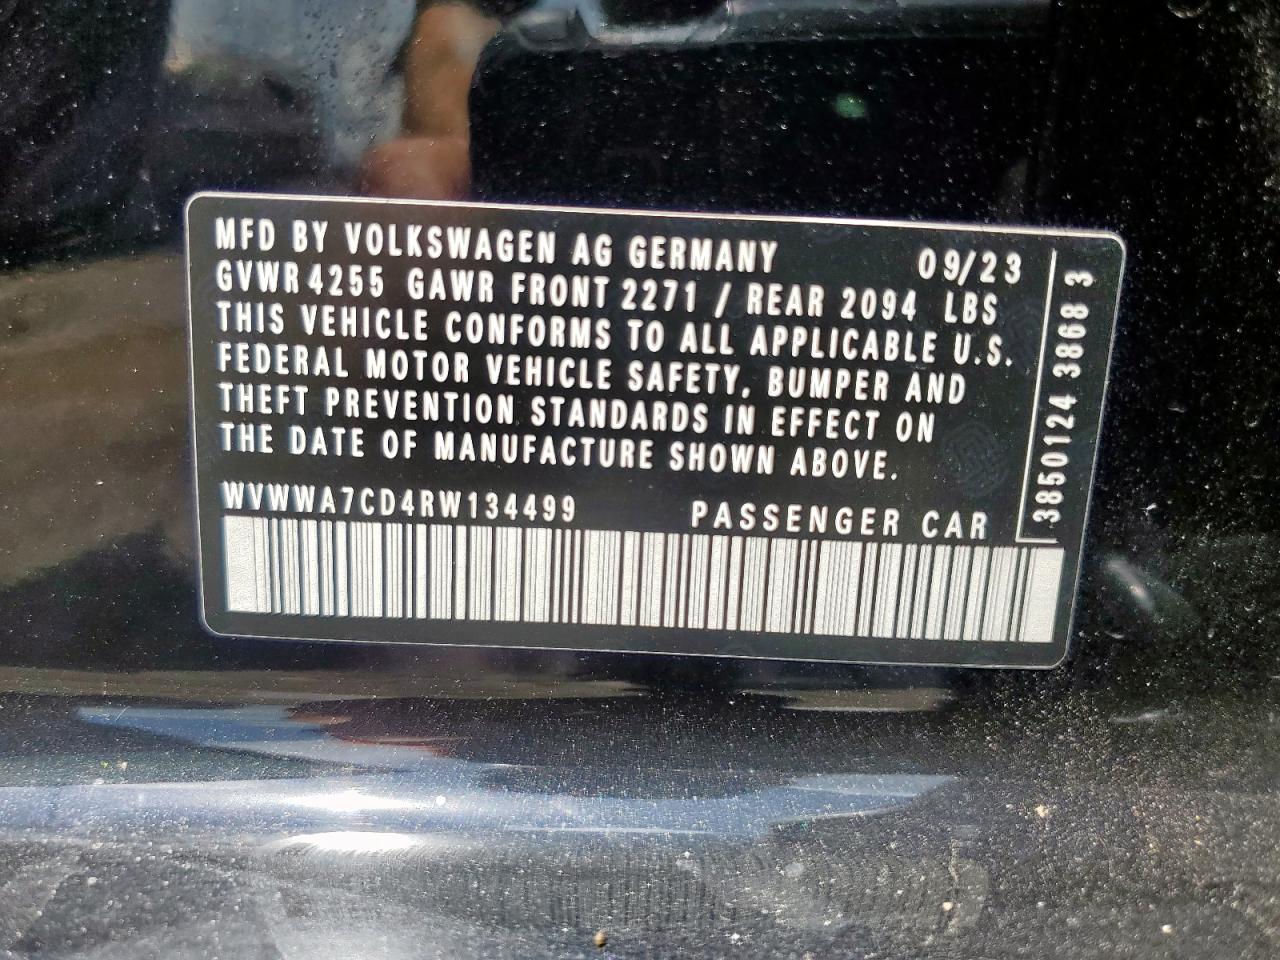 MFD BY VOLKSWAGEN AG GERMANY 09/23
GVWR 4255 GAWR FRONT 2271 / REAR 2094 LBS
THIS VEHICLE CONFORMS TO ALL APPLICABLE U.S.
FEDERAL MOTOR VEHICLE SAFETY, BUMPER AND
THEFT PREVENTION STANDARDS IN EFFECT ON
THE DATE OF MANUFACTURE SHOWN ABOVE.
WVWWA7CD4RW134499 PASSENGER CAR
3850124 3868 3